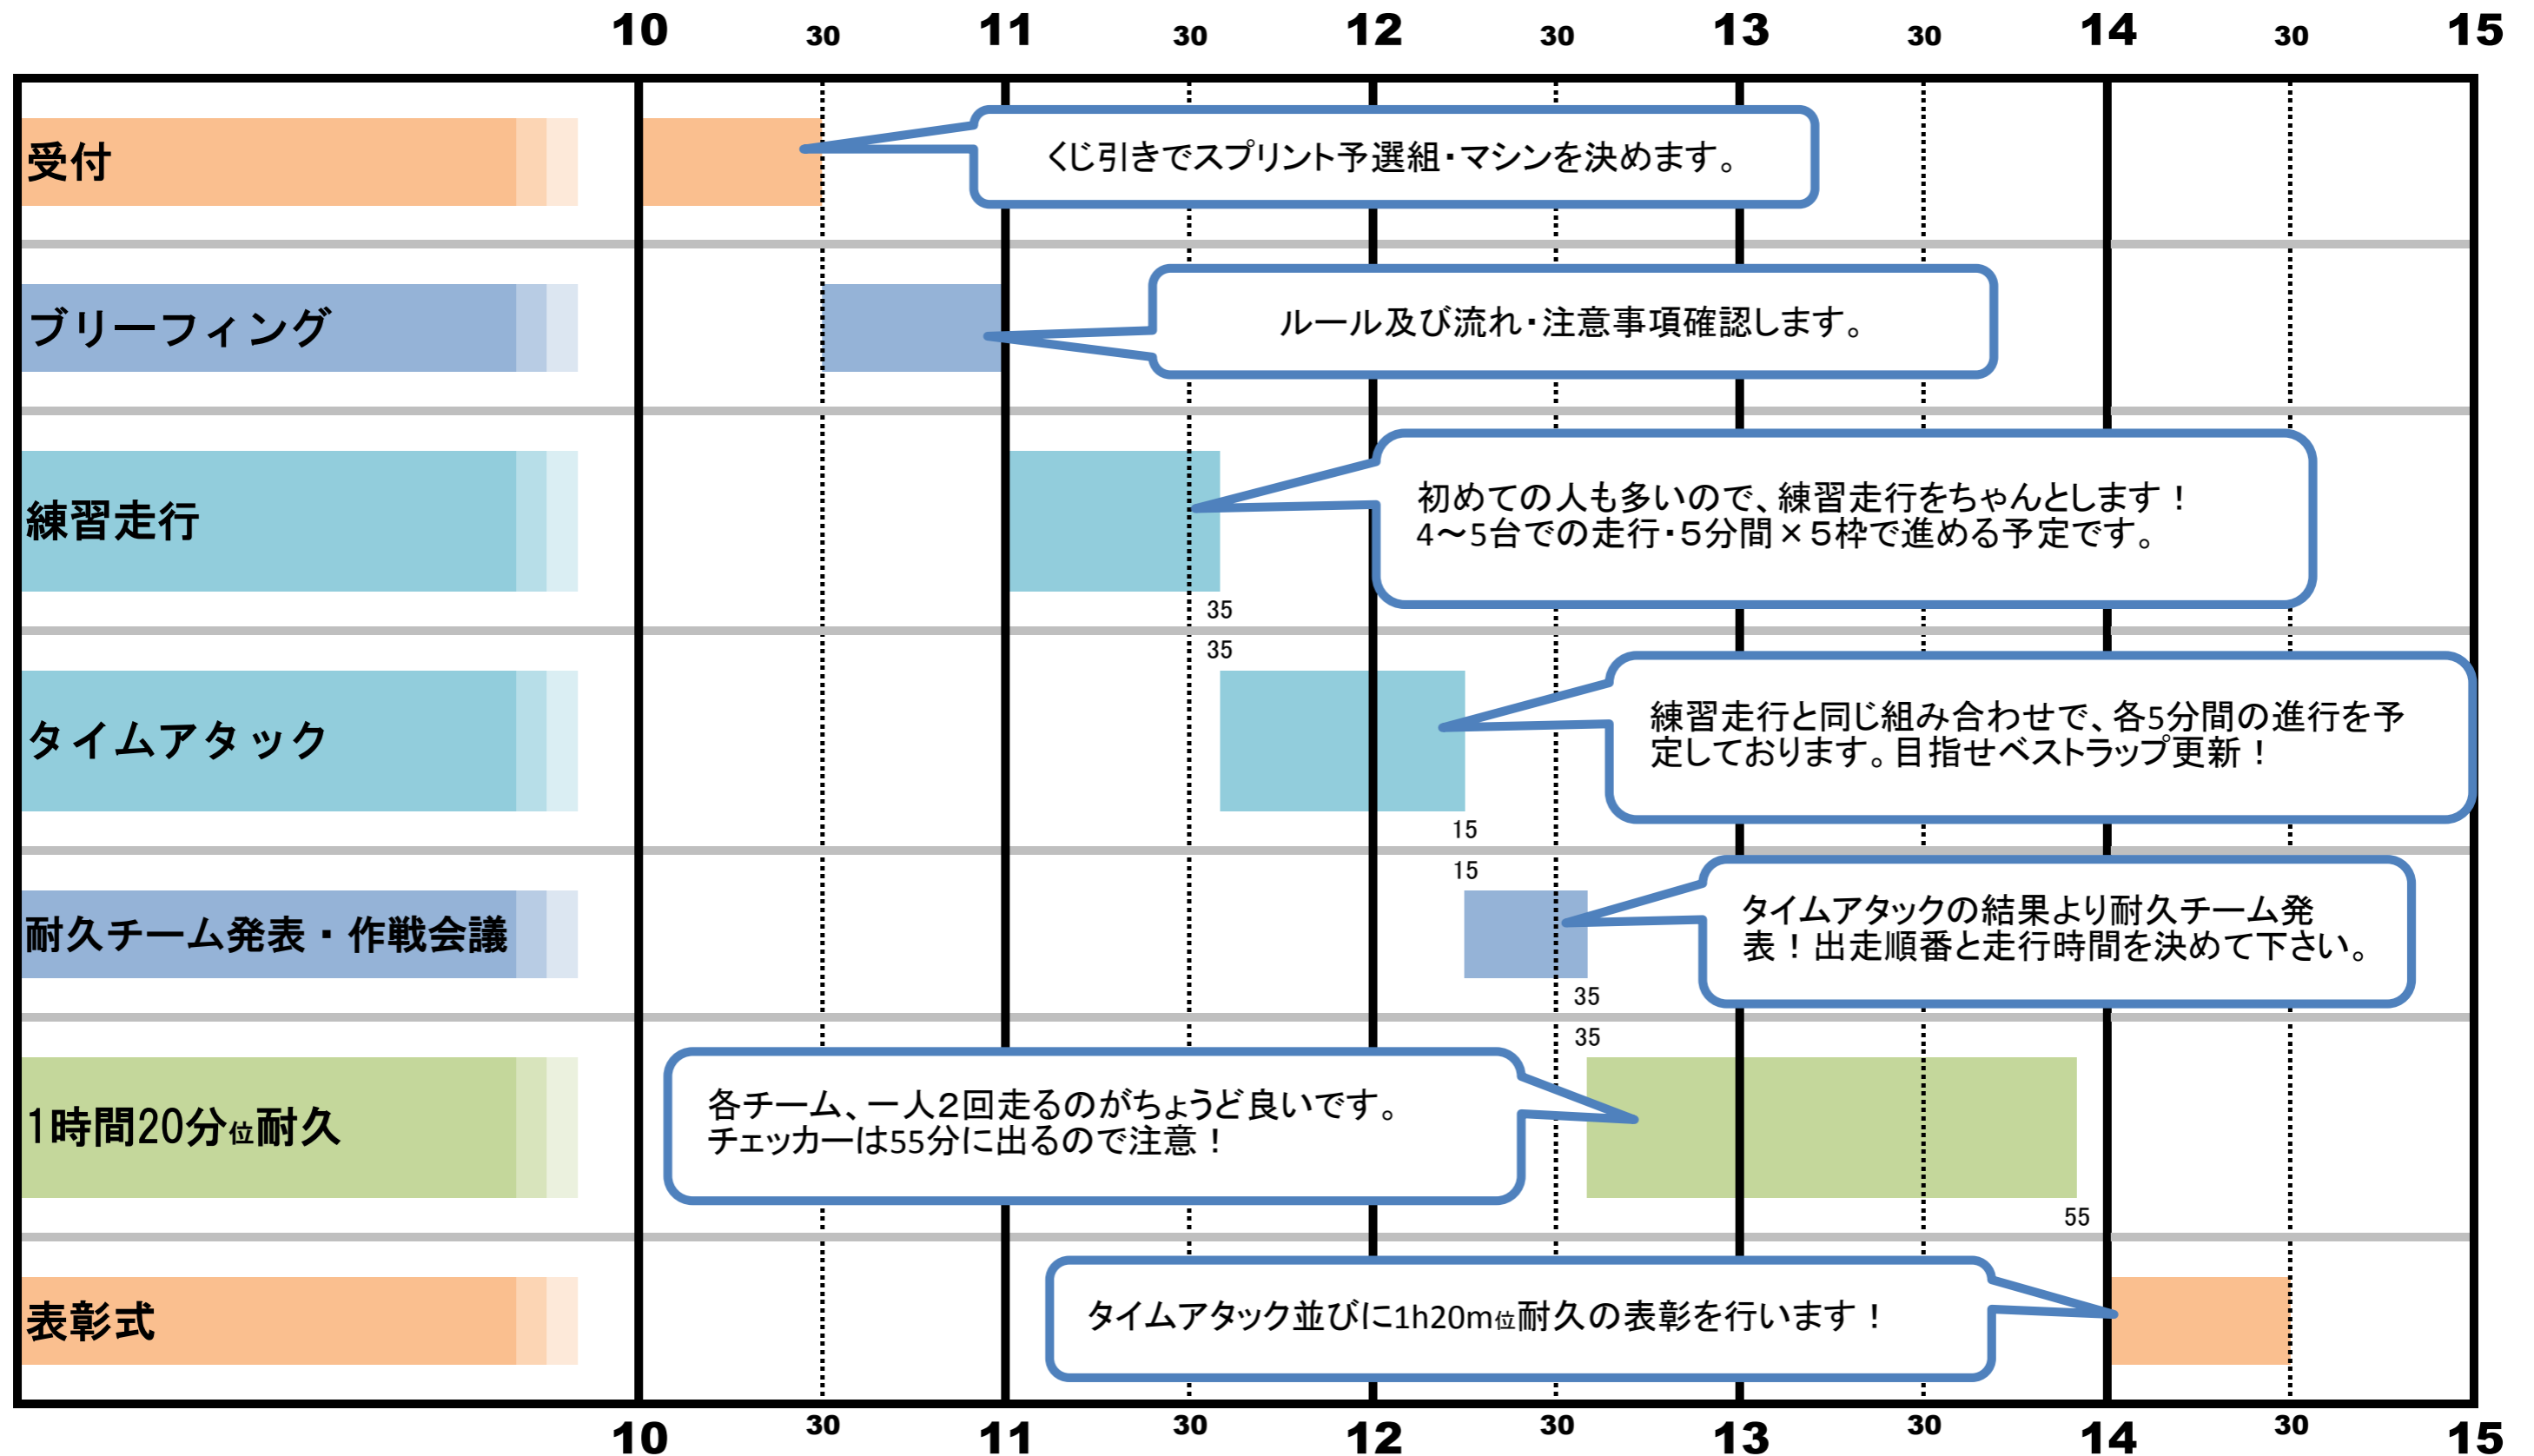 10 30 11 30 12 30 13 30 14 30 15
受付
くじ引きでスプリント予選組・マシンを決めます。
ブリーフィング
ルール及び流れ・注意事項確認します。
練習走行
初めての人も多いので、練習走行をちゃんとします！
4～5台での走行・５分間×５枠で進める予定です。
35
35
タイムアタック
練習走行と同じ組み合わせで、各5分間の進行を予
定しております。目指せベストラップ更新！
15
15
耐久チーム発表・作戦会議
タイムアタックの結果より耐久チーム発
表！出走順番と走行時間を決めて下さい。
35
35
1時間20分位耐久
各チーム、一人２回走るのがちょうど良いです。
チェッカーは55分に出るので注意！
55
表彰式
タイムアタック並びに1h20m位耐久の表彰を行います！
10 30 11 30 12 30 13 30 14 30 15